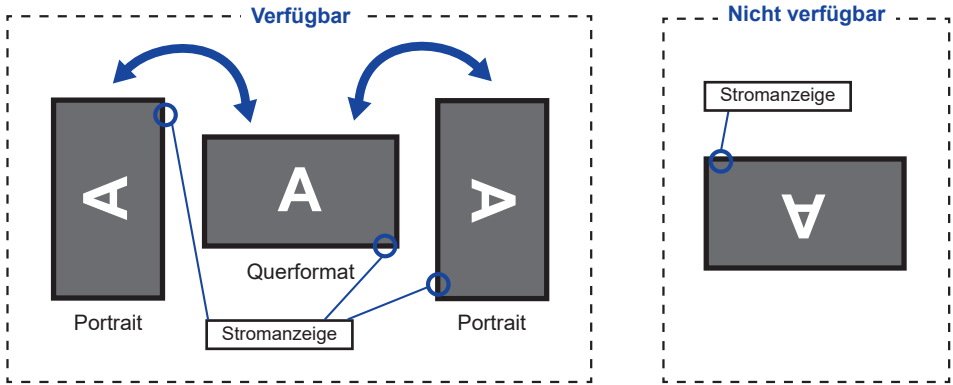 Verfügbar
Nicht verfügbar
Stromanzeige
A
A
A
A
Querformat
Portrait
Stromanzeige
Portrait